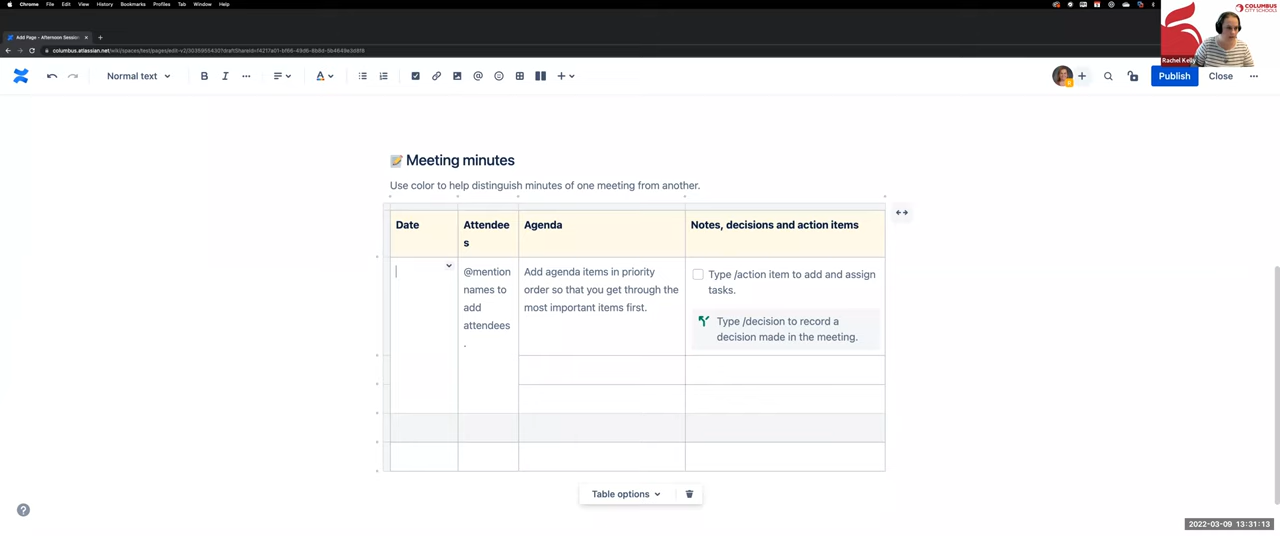 Chrome File Edit View History Bookmarks Profiles Tab Window Help
Add Page - Afternoon Session
COLUMBUS
CITY SCHOOLS
Rachel Kelly
Normal text
B I A
Publish Close
Meeting minutes
Use color to help distinguish minutes of one meeting from another.
Date
Attendee
s
Agenda
Notes, decisions and action items
@mention
names to
add
attendees
.
Add agenda items in priority
order so that you get through the
most important items first.
Type /action item to add and assign
tasks.
Type /decision to record a
decision made in the meeting.
Table options
2022-03-09 13:31:13